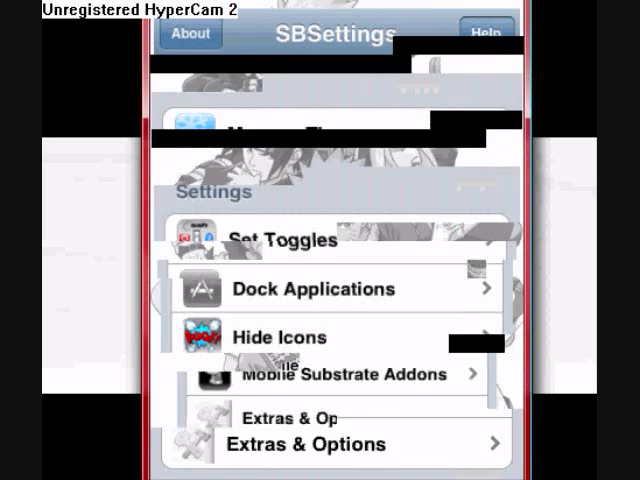 Unregistered HyperCam 2
About SBSettings Help
Settings
Set Toggles
Dock Applications
Hide Icons
Mobile Substrate Addons
Extras & Op
Extras & Options